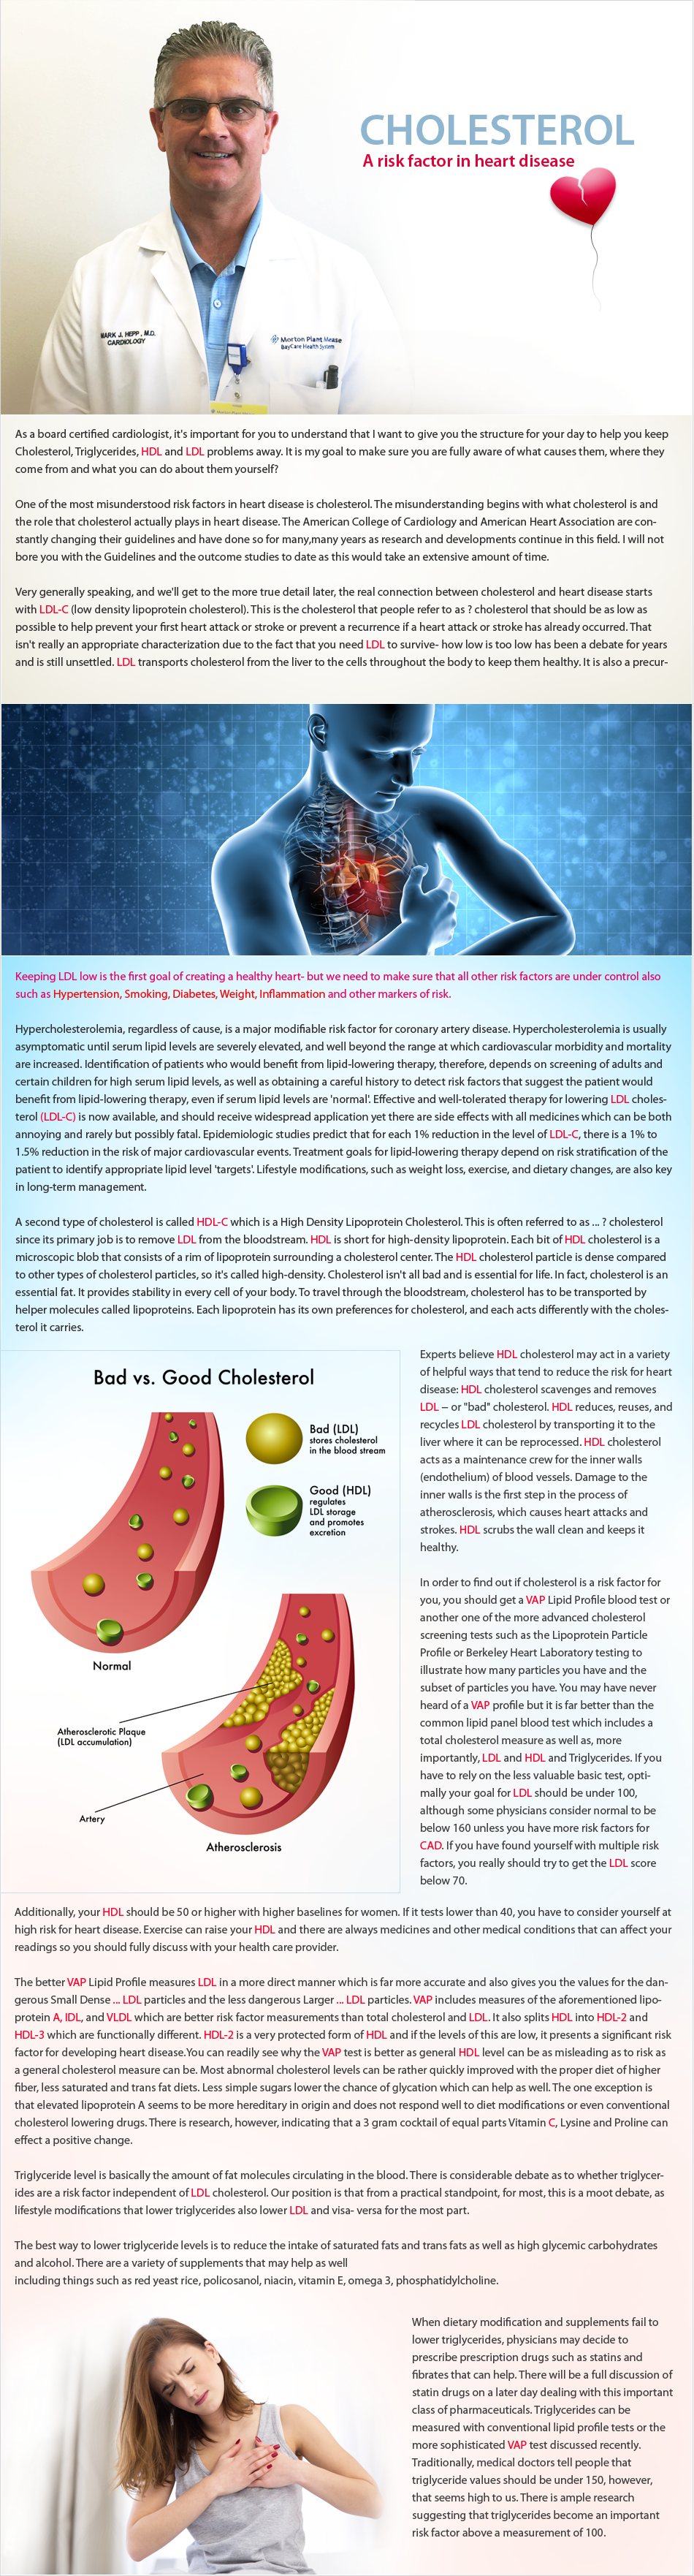 CHOLESTEROL
A risk factor in heart disease
MARK J. HEPP, M.D.
CARDIOLOGY
Morton Plant Mease
BayCare Health System
As a board certified cardiologist, it's important for you to understand that I want to give you the structure for your day to help you keep
Cholesterol, Triglycerides, HDL and LDL problems away. It is my goal to make sure you are fully aware of what causes them, where they
come from and what you can do about them yourself?
One of the most misunderstood risk factors in heart disease is cholesterol. The misunderstanding begins with what cholesterol is and
the role that cholesterol actually plays in heart disease. The American College of Cardiology and American Heart Association are con-
stantly changing their guidelines and have done so for many,many years as research and developments continue in this field. I will not
bore you with the Guidelines and the outcome studies to date as this would take an extensive amount of time.
Very generally speaking, and we'll get to the more true detail later, the real connection between cholesterol and heart disease starts
with LDL-C (low density lipoprotein cholesterol). This is the cholesterol that people refer to as ? cholesterol that should be as low as
possible to help prevent your first heart attack or stroke or prevent a recurrence if a heart attack or stroke has already occurred. That
isn't really an appropriate characterization due to the fact that you need LDL to survive- how low is too low has been a debate for years
and is still unsettled. LDL transports cholesterol from the liver to the cells throughout the body to keep them healthy. It is also a precur-
Keeping LDL low is the first goal of creating a healthy heart- but we need to make sure that all other risk factors are under control also
such as Hypertension, Smoking, Diabetes, Weight, Inflammation and other markers of risk.
Hypercholesterolemia, regardless of cause, is a major modifiable risk factor for coronary artery disease. Hypercholesterolemia is usually
asymptomatic until serum lipid levels are severely elevated, and well beyond the range at which cardiovascular morbidity and mortality
are increased. Identification of patients who would benefit from lipid-lowering therapy, therefore, depends on screening of adults and
certain children for high serum lipid levels, as well as obtaining a careful history to detect risk factors that suggest the patient would
benefit from lipid-lowering therapy, even if serum lipid levels are 'normal'. Effective and well-tolerated therapy for lowering LDL choles-
terol (LDL-C) is now available, and should receive widespread application yet there are side effects with all medicines which can be both
annoying and rarely but possibly fatal. Epidemiologic studies predict that for each 1% reduction in the level of LDL-C, there is a 1% to
1.5% reduction in the risk of major cardiovascular events. Treatment goals for lipid-lowering therapy depend on risk stratification of the
patient to identify appropriate lipid level 'targets'. Lifestyle modifications, such as weight loss, exercise, and dietary changes, are also key
in long-term management.
A second type of cholesterol is called HDL-C which is a High Density Lipoprotein Cholesterol. This is often referred to as ... ? cholesterol
since its primary job is to remove LDL from the bloodstream. HDL is short for high-density lipoprotein. Each bit of HDL cholesterol is a
microscopic blob that consists of a rim of lipoprotein surrounding a cholesterol center. The HDL cholesterol particle is dense compared
to other types of cholesterol particles, so it's called high-density. Cholesterol isn't all bad and is essential for life. In fact, cholesterol is an
essential fat. It provides stability in every cell of your body. To travel through the bloodstream, cholesterol has to be transported by
helper molecules called lipoproteins. Each lipoprotein has its own preferences for cholesterol, and each acts differently with the choles-
terol it carries.
Bad vs. Good Cholesterol
Bad (LDL)
stores cholesterol
in the blood stream
Good (HDL)
regulates
LDL storage
and promotes
excretion
Normal
Atherosclerotic Plaque
(LDL accumulation)
Artery
Atherosclerosis
Experts believe HDL cholesterol may act in a variety
of helpful ways that tend to reduce the risk for heart
disease: HDL cholesterol scavenges and removes
LDL – or "bad" cholesterol. HDL reduces, reuses, and
recycles LDL cholesterol by transporting it to the
liver where it can be reprocessed. HDL cholesterol
acts as a maintenance crew for the inner walls
(endothelium) of blood vessels. Damage to the
inner walls is the first step in the process of
atherosclerosis, which causes heart attacks and
strokes. HDL scrubs the wall clean and keeps it
healthy.
In order to find out if cholesterol is a risk factor for
you, you should get a VAP Lipid Profile blood test or
another one of the more advanced cholesterol
screening tests such as the Lipoprotein Particle
Profile or Berkeley Heart Laboratory testing to
illustrate how many particles you have and the
subset of particles you have. You may have never
heard of a VAP profile but it is far better than the
common lipid panel blood test which includes a
total cholesterol measure as well as, more
importantly, LDL and HDL and Triglycerides. If you
have to rely on the less valuable basic test, opti-
mally your goal for LDL should be under 100,
although some physicians consider normal to be
below 160 unless you have more risk factors for
CAD. If you have found yourself with multiple risk
factors, you really should try to get the LDL score
below 70.
Additionally, your HDL should be 50 or higher with higher baselines for women. If it tests lower than 40, you have to consider yourself at
high risk for heart disease. Exercise can raise your HDL and there are always medicines and other medical conditions that can affect your
readings so you should fully discuss with your health care provider.
The better VAP Lipid Profile measures LDL in a more direct manner which is far more accurate and also gives you the values for the dan-
gerous Small Dense ... LDL particles and the less dangerous Larger ... LDL particles. VAP includes measures of the aforementioned lipo-
protein A, IDL, and VLDL which are better risk factor measurements than total cholesterol and LDL. It also splits HDL into HDL-2 and
HDL-3 which are functionally different. HDL-2 is a very protected form of HDL and if the levels of this are low, it presents a significant risk
factor for developing heart disease.You can readily see why the VAP test is better as general HDL level can be as misleading as to risk as
a general cholesterol measure can be. Most abnormal cholesterol levels can be rather quickly improved with the proper diet of higher
fiber, less saturated and trans fat diets. Less simple sugars lower the chance of glycation which can help as well. The one exception is
that elevated lipoprotein A seems to be more hereditary in origin and does not respond well to diet modifications or even conventional
cholesterol lowering drugs. There is research, however, indicating that a 3 gram cocktail of equal parts Vitamin C, Lysine and Proline can
effect a positive change.
Triglyceride level is basically the amount of fat molecules circulating in the blood. There is considerable debate as to whether triglycer-
ides are a risk factor independent of LDL cholesterol. Our position is that from a practical standpoint, for most, this is a moot debate, as
lifestyle modifications that lower triglycerides also lower LDL and visa- versa for the most part.
The best way to lower triglyceride levels is to reduce the intake of saturated fats and trans fats as well as high glycemic carbohydrates
and alcohol. There are a variety of supplements that may help as well
including things such as red yeast rice, policosanol, niacin, vitamin E, omega 3, phosphatidylcholine.
When dietary modification and supplements fail to
lower triglycerides, physicians may decide to
prescribe prescription drugs such as statins and
fibrates that can help. There will be a full discussion of
statin drugs on a later day dealing with this important
class of pharmaceuticals. Triglycerides can be
measured with conventional lipid profile tests or the
more sophisticated VAP test discussed recently.
Traditionally, medical doctors tell people that
triglyceride values should be under 150, however,
that seems high to us. There is ample research
suggesting that triglycerides become an important
risk factor above a measurement of 100.